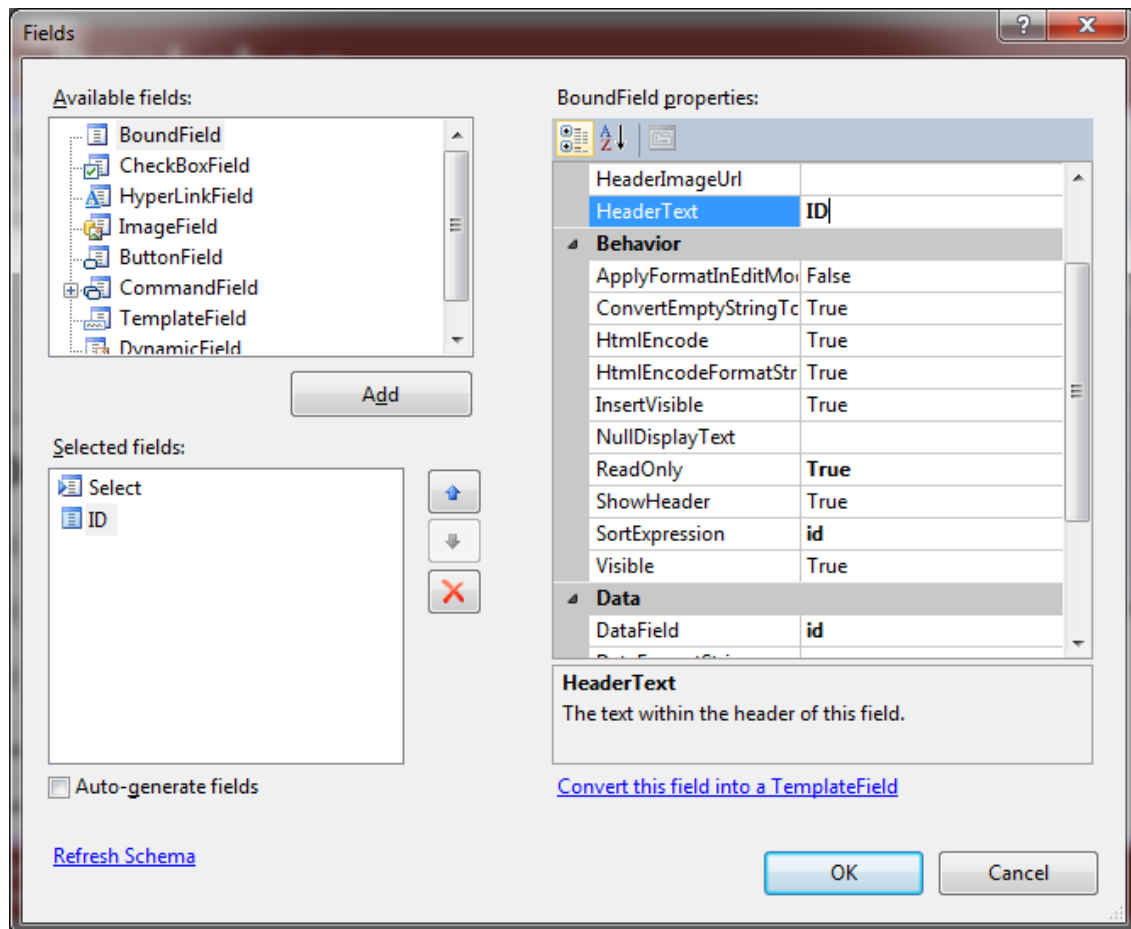 Fields
Available fields:
BoundField
CheckBoxField
HyperLinkField
ImageField
ButtonField
CommandField
TemplateField
DynamicField
Add
Selected fields:
Select
ID
Auto-generate fields
Refresh Schema
BoundField properties:
HeaderImageUrl
HeaderText ID
Behavior
ApplyFormatInEditMo False
ConvertEmptyStringTo True
HtmlEncode True
HtmlEncodeFormatStr True
InsertVisible True
NullDisplayText
ReadOnly True
ShowHeader True
SortExpression id
Visible True
Data
DataField id
HeaderText
The text within the header of this field.
Convert this field into a TemplateField
OK Cancel